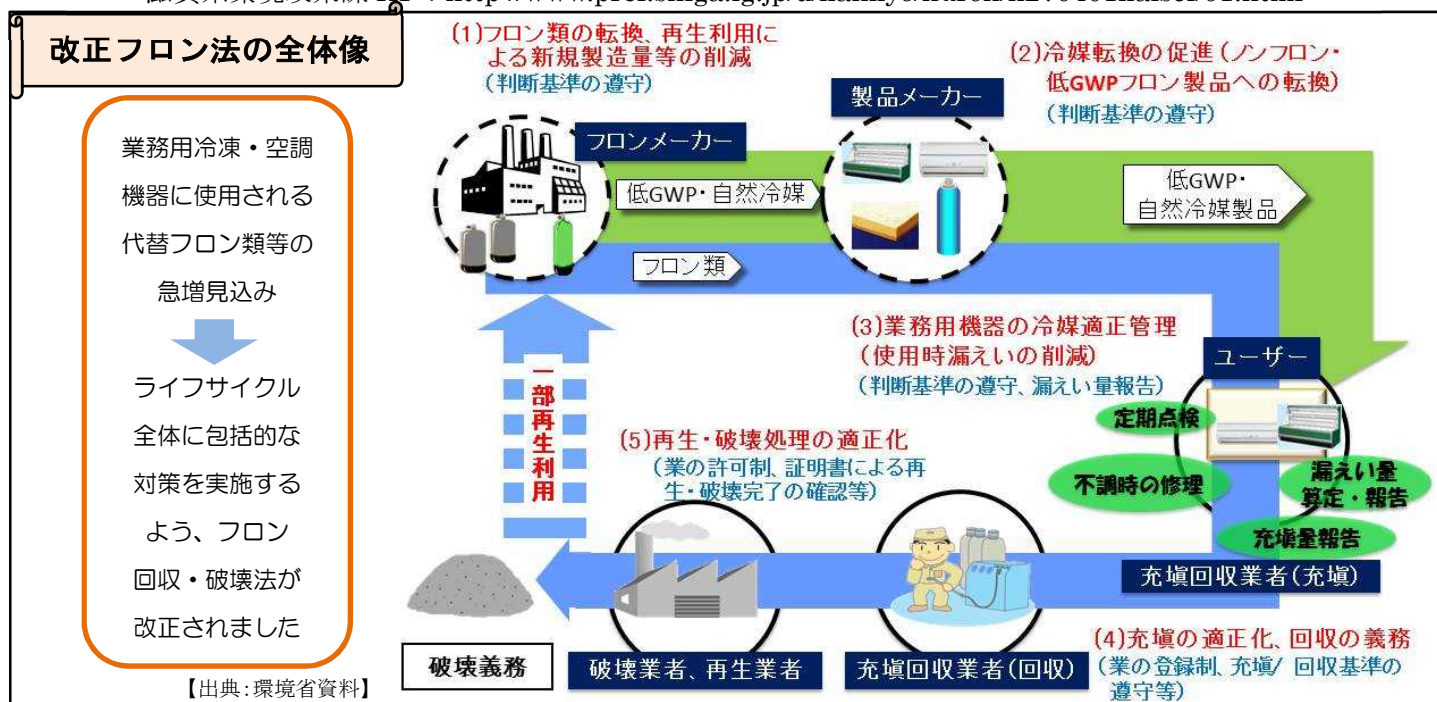 改正フロン法の全体像
業務用冷凍・空調
機器に使用される
代替フロン類等の
急増見込み
ライフサイクル
全体に包括的な
対策を実施する
よう、フロン
回収・破壊法が
改正されました
【出典:環境省資料】
(1)フロン類の転換、再生利用に
よる新規製造量等の削減
(判断基準の遵守)
フロンメーカー
低GWP・自然冷媒
フロン類
製品メーカー
(2)冷媒転換の促進(ノンフロン・
低GWPフロン製品への転換)
(判断基準の遵守)
低GWP・
自然冷媒製品
(3)業務用機器の冷媒適正管理
(使用時漏えいの削減)
(判断基準の遵守、漏えい量報告)
ユーザー
定期点検
不調時の修理
漏えい量
算定・報告
充塡量報告
充塡回収業者(充塡)
(4)充塡の適正化、回収の義務
(業の登録制、充塡/ 回収基準の
遵守等)
充塡回収業者(回収)
(5)再生・破壊処理の適正化
(業の許可制、証明書による再
生・破壊完了の確認等)
破壊業者、再生業者
破壊義務
一部再生利用